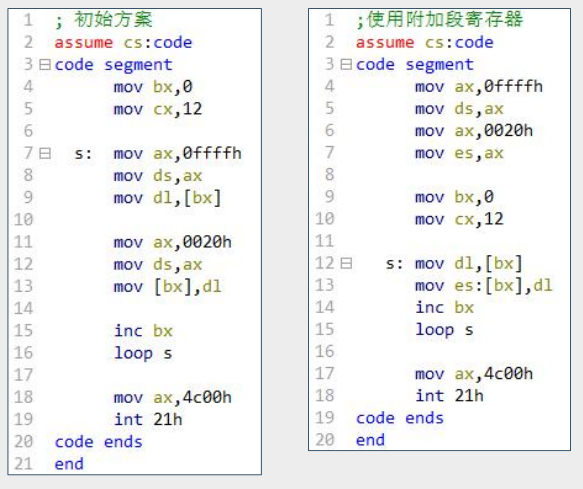 1 ; 初始方案
2 assume cs:code
3 code segment
4 mov bx,0
5 mov cx,12
6
7 s: mov ax,0ffffh
8 mov ds,ax
9 mov dl,[bx]
10
11 mov ax,0020h
12 mov ds,ax
13 mov [bx],dl
14
15 inc bx
16 loop s
17
18 mov ax,4c00h
19 int 21h
20 code ends
21 end
1 ;使用附加段寄存器
2 assume cs:code
3 code segment
4 mov ax,0ffffh
5 mov ds,ax
6 mov ax,0020h
7 mov es,ax
8
9 mov bx,0
10 mov cx,12
11
12 s: mov dl,[bx]
13 mov es:[bx],dl
14 inc bx
15 loop s
16
17 mov ax,4c00h
18 int 21h
19 code ends
20 end